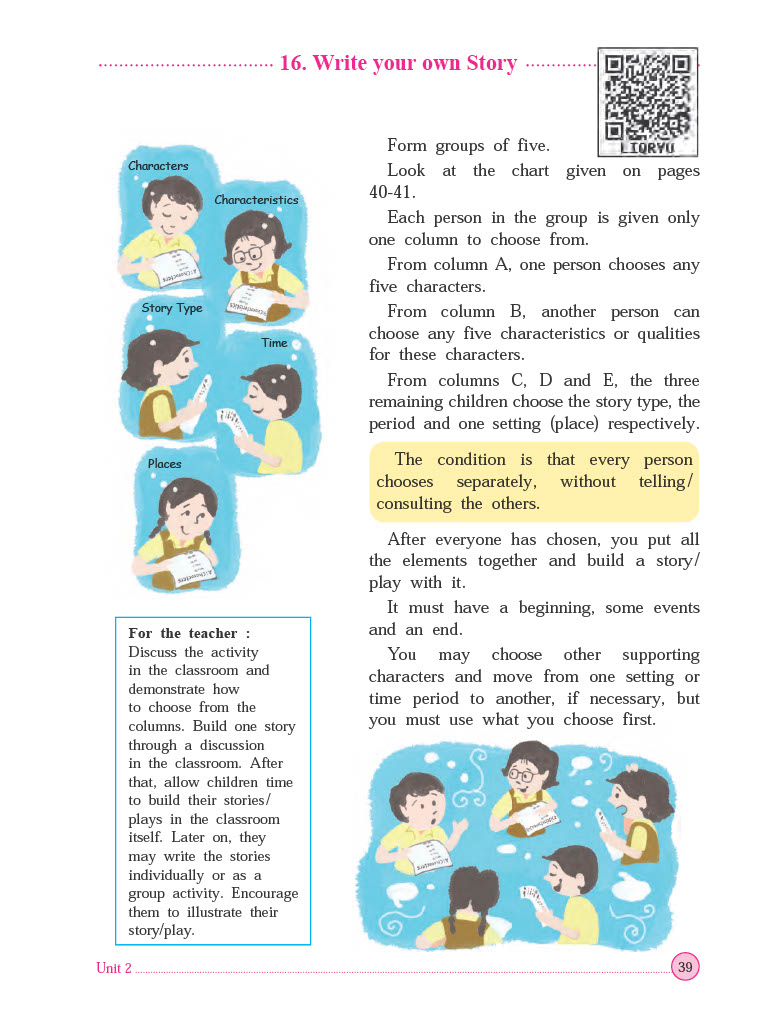 16. Write your own Story
LIQRYU
Characters
Characteristics
Story Type
Time
Places
Form groups of five.
Look at the chart given on pages
40-41.
Each person in the group is given only
one column to choose from.
From column A, one person chooses any
five characters.
From column B, another person can
choose any five characteristics or qualities
for these characters.
From columns C, D and E, the three
remaining children choose the story type, the
period and one setting (place) respectively.
The condition is that every person
chooses separately, without telling/
consulting the others.
After everyone has chosen, you put all
the elements together and build a story/
play with it.
It must have a beginning, some events
and an end.
You may choose other supporting
characters and move from one setting or
time period to another, if necessary, but
you must use what you choose first.
For the teacher :
Discuss the activity
in the classroom and
demonstrate how
to choose from the
columns. Build one story
through a discussion
in the classroom. After
that, allow children time
to build their stories/
plays in the classroom
itself. Later on, they
may write the stories
individually or as a
group activity. Encourage
them to illustrate their
story/play.
A:Characters
A:Characters
A:Characters
Unit 2
39